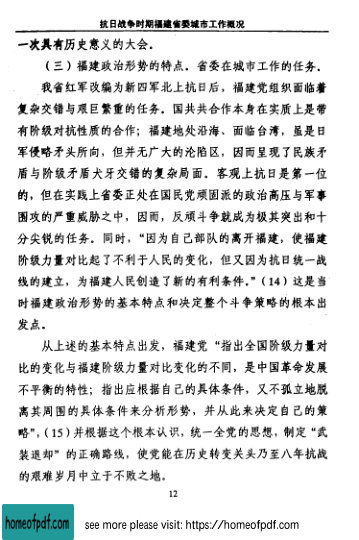 抗日战争时期福建省委城市工作概况
一次具有历史意义的大会。
（三）福建政治形势的特点。省委在城市工作的任务。
我省红军改编为新四军北上抗日后，福建党组织面临着
复杂交错与艰巨繁重的任务。国共共合作本身在实质上是带
有阶级对抗性质的合作；福建地处沿海、面临台湾，虽是日
军侵略矛头所向，但并无广大的沦陷区，因而呈现了民族矛
盾与阶级矛盾犬牙交错的复杂局面。客观上抗日是第一位
的，但在实践上省委正处在国民党顽固派的政治高压与军事
围攻的严重威胁之中，因而，反顽斗争就成为极其突出和十
分尖锐的任务。同时，“因为自己部队的离开福建，使福建
阶级力量对比起了不利于人民的变化，但又因为抗日统一战
线的建立，为福建人民创造了新的有利条件。”（14）这是当
时福建政治形势的基本特点和决定整个斗争策略的根本出
发点。
从上述的基本特点出发，福建党“指出全国阶级力量对
比的变化与福建阶级力量对比变化的不同，是中国革命发展
不平衡的特性；指出应根据自己的具体条件，又不孤立地脱
离其周围的具体条件来分析形势，并从此来决定自己的策
略”，（15）并根据这个根本认识，统一全党的思想，制定“武
装退却”的正确路线，使党能在历史转变关头乃至八年抗战
的艰难岁月中立于不败之地。
12
homeofpdf.com
see more please visit: https://homeofpdf.com